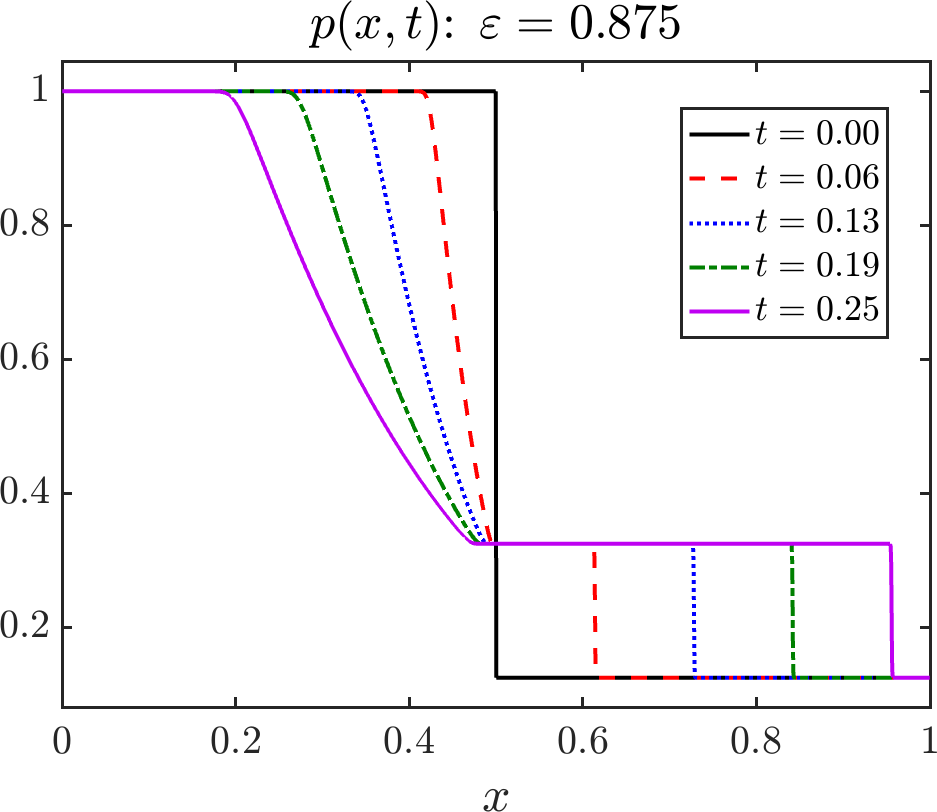 p(x, t): ε = 0.875
1
0.8
0.6
0.4
0.2
0 0.2 0.4 0.6 0.8 1
x
t = 0.00
t = 0.06
t = 0.13
t = 0.19
t = 0.25